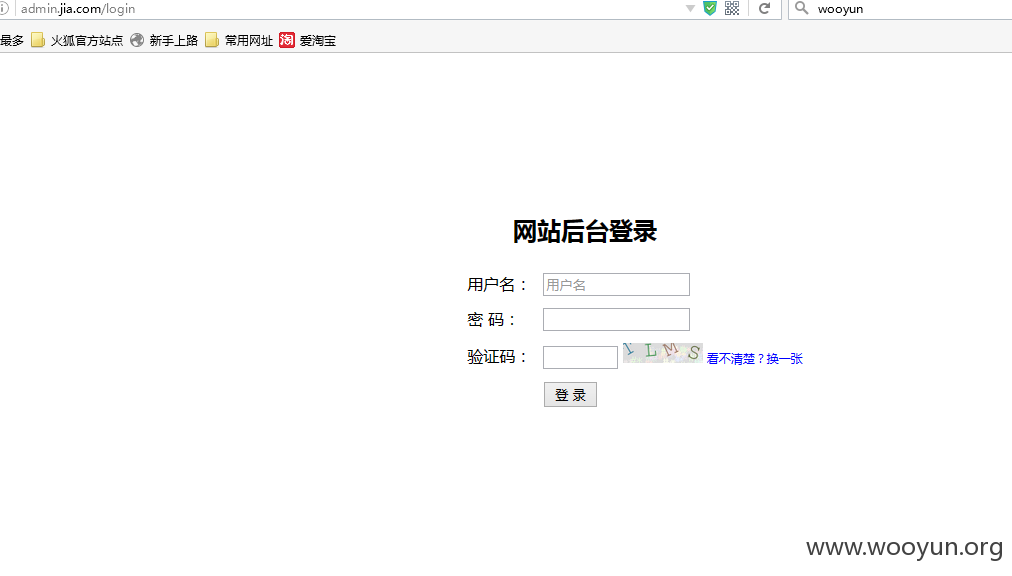 admin.jia.com/login
wooyun
最多 火狐官方站点 新手上路 常用网址 淘 爱淘宝
网站后台登录
用户名： 用户名
密 码：
验证码： I L M S 看不清楚？换一张
登 录
www.wooyun.org